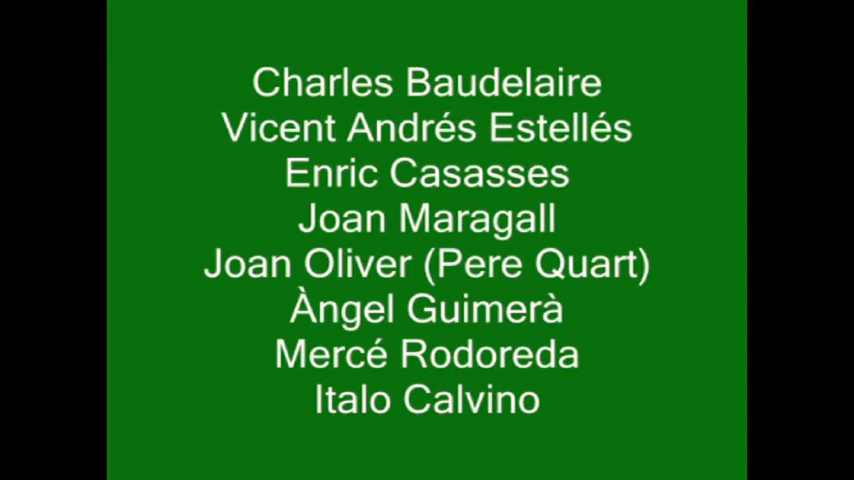 Charles Baudelaire
Vicent Andrés Estellés
Enric Casasses
Joan Maragall
Joan Oliver (Pere Quart)
Àngel Guimerà
Mercé Rodoreda
Italo Calvino